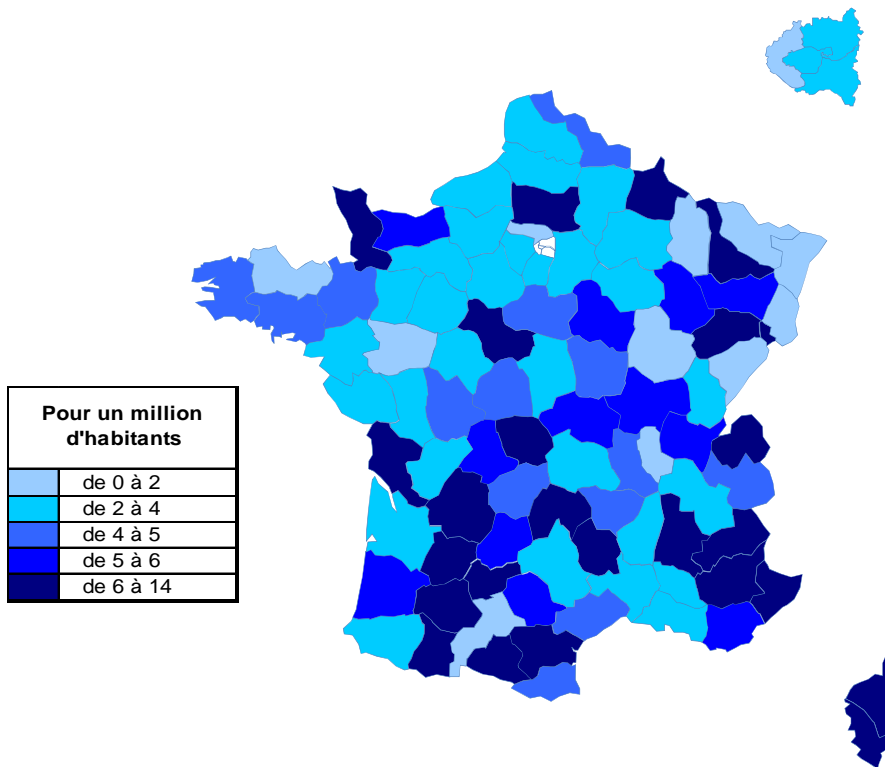 Pour un million
d'habitants
de 0 à 2
de 2 à 4
de 4 à 5
de 5 à 6
de 6 à 14